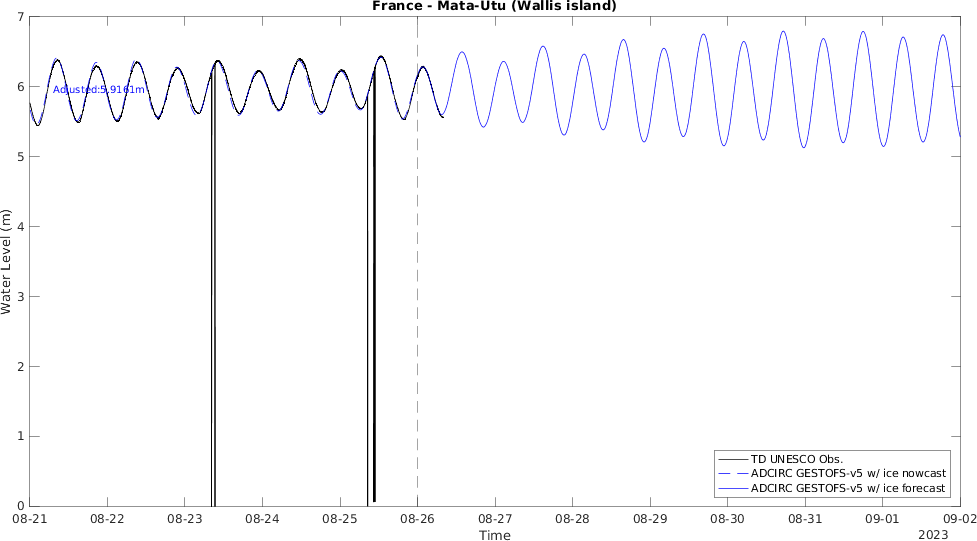 France - Mata-Utu (Wallis island)
7
6
5
4
3
2
1
0
Water Level (m)
Adjusted:5.9161m
TD UNESCO Obs.
ADCIRC GESTOFS-v5 w/ ice nowcast
ADCIRC GESTOFS-v5 w/ ice forecast
08-21 08-22 08-23 08-24 08-25 08-26 08-27 08-28 08-29 08-30 08-31 09-01 09-02
Time
2023